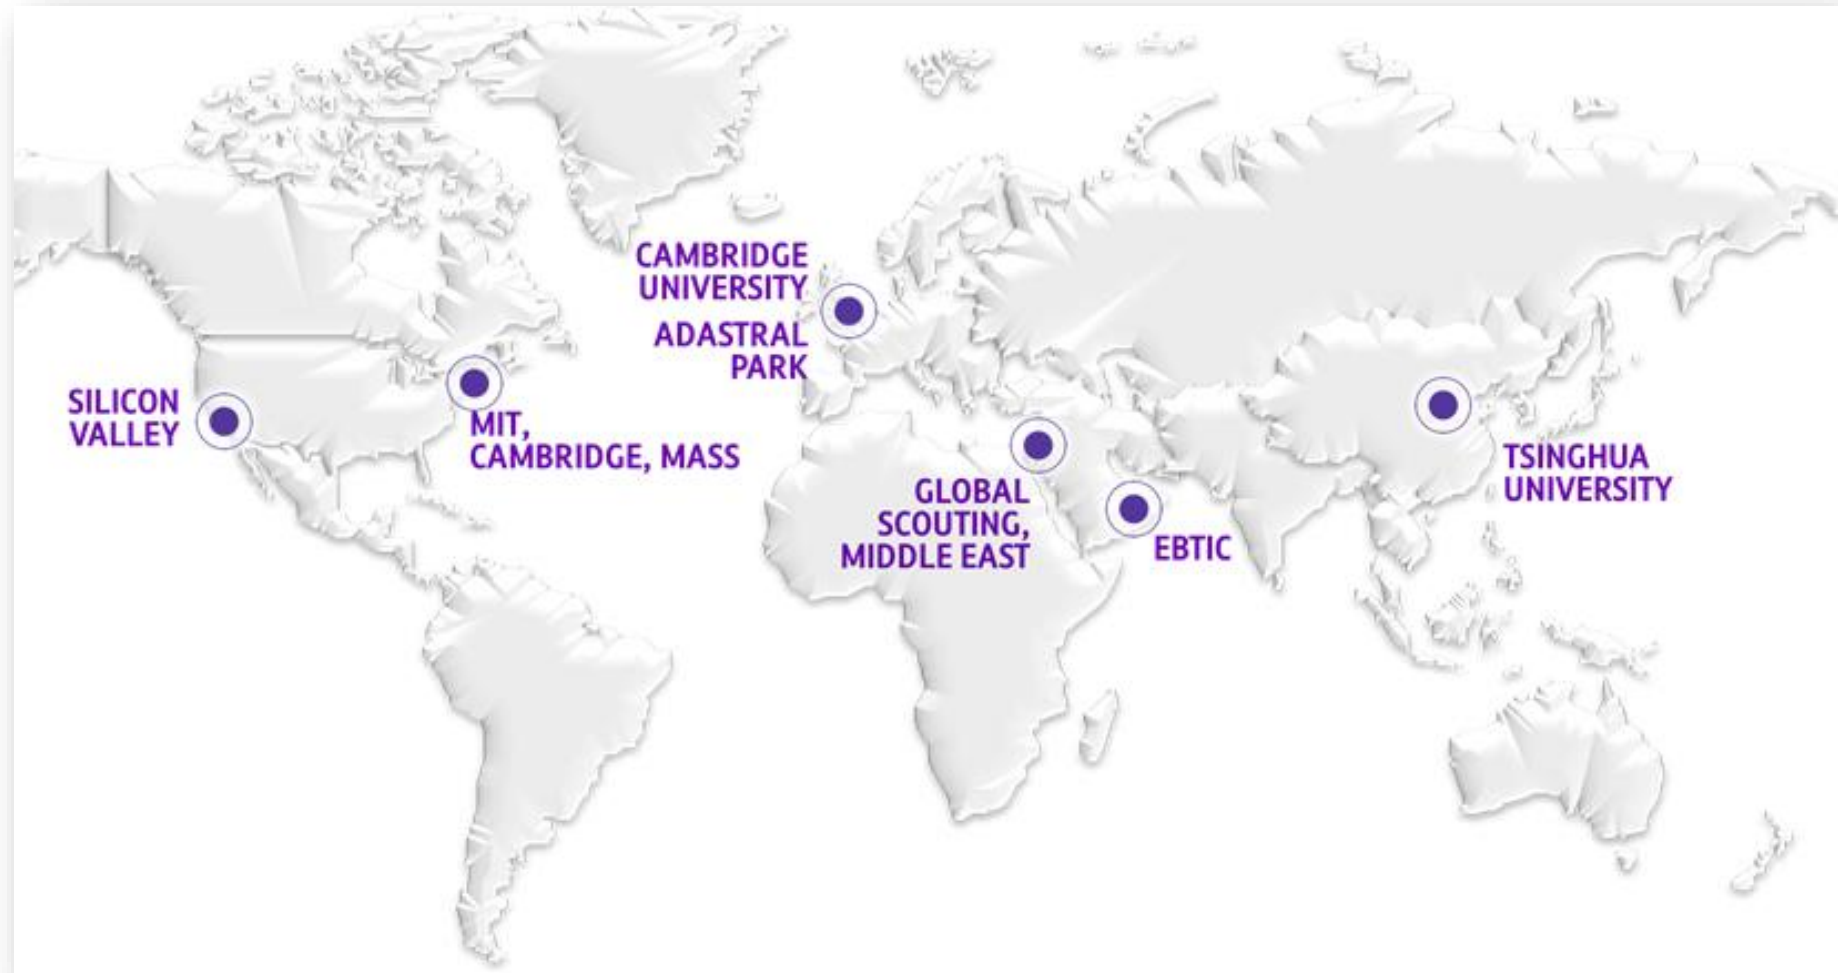 CAMBRIDGE
UNIVERSITY
ADASTRAL
PARK
SILICON
VALLEY
MIT,
CAMBRIDGE, MASS
GLOBAL
SCOUTING,
MIDDLE EAST
EBTIC
TSINGHUA
UNIVERSITY